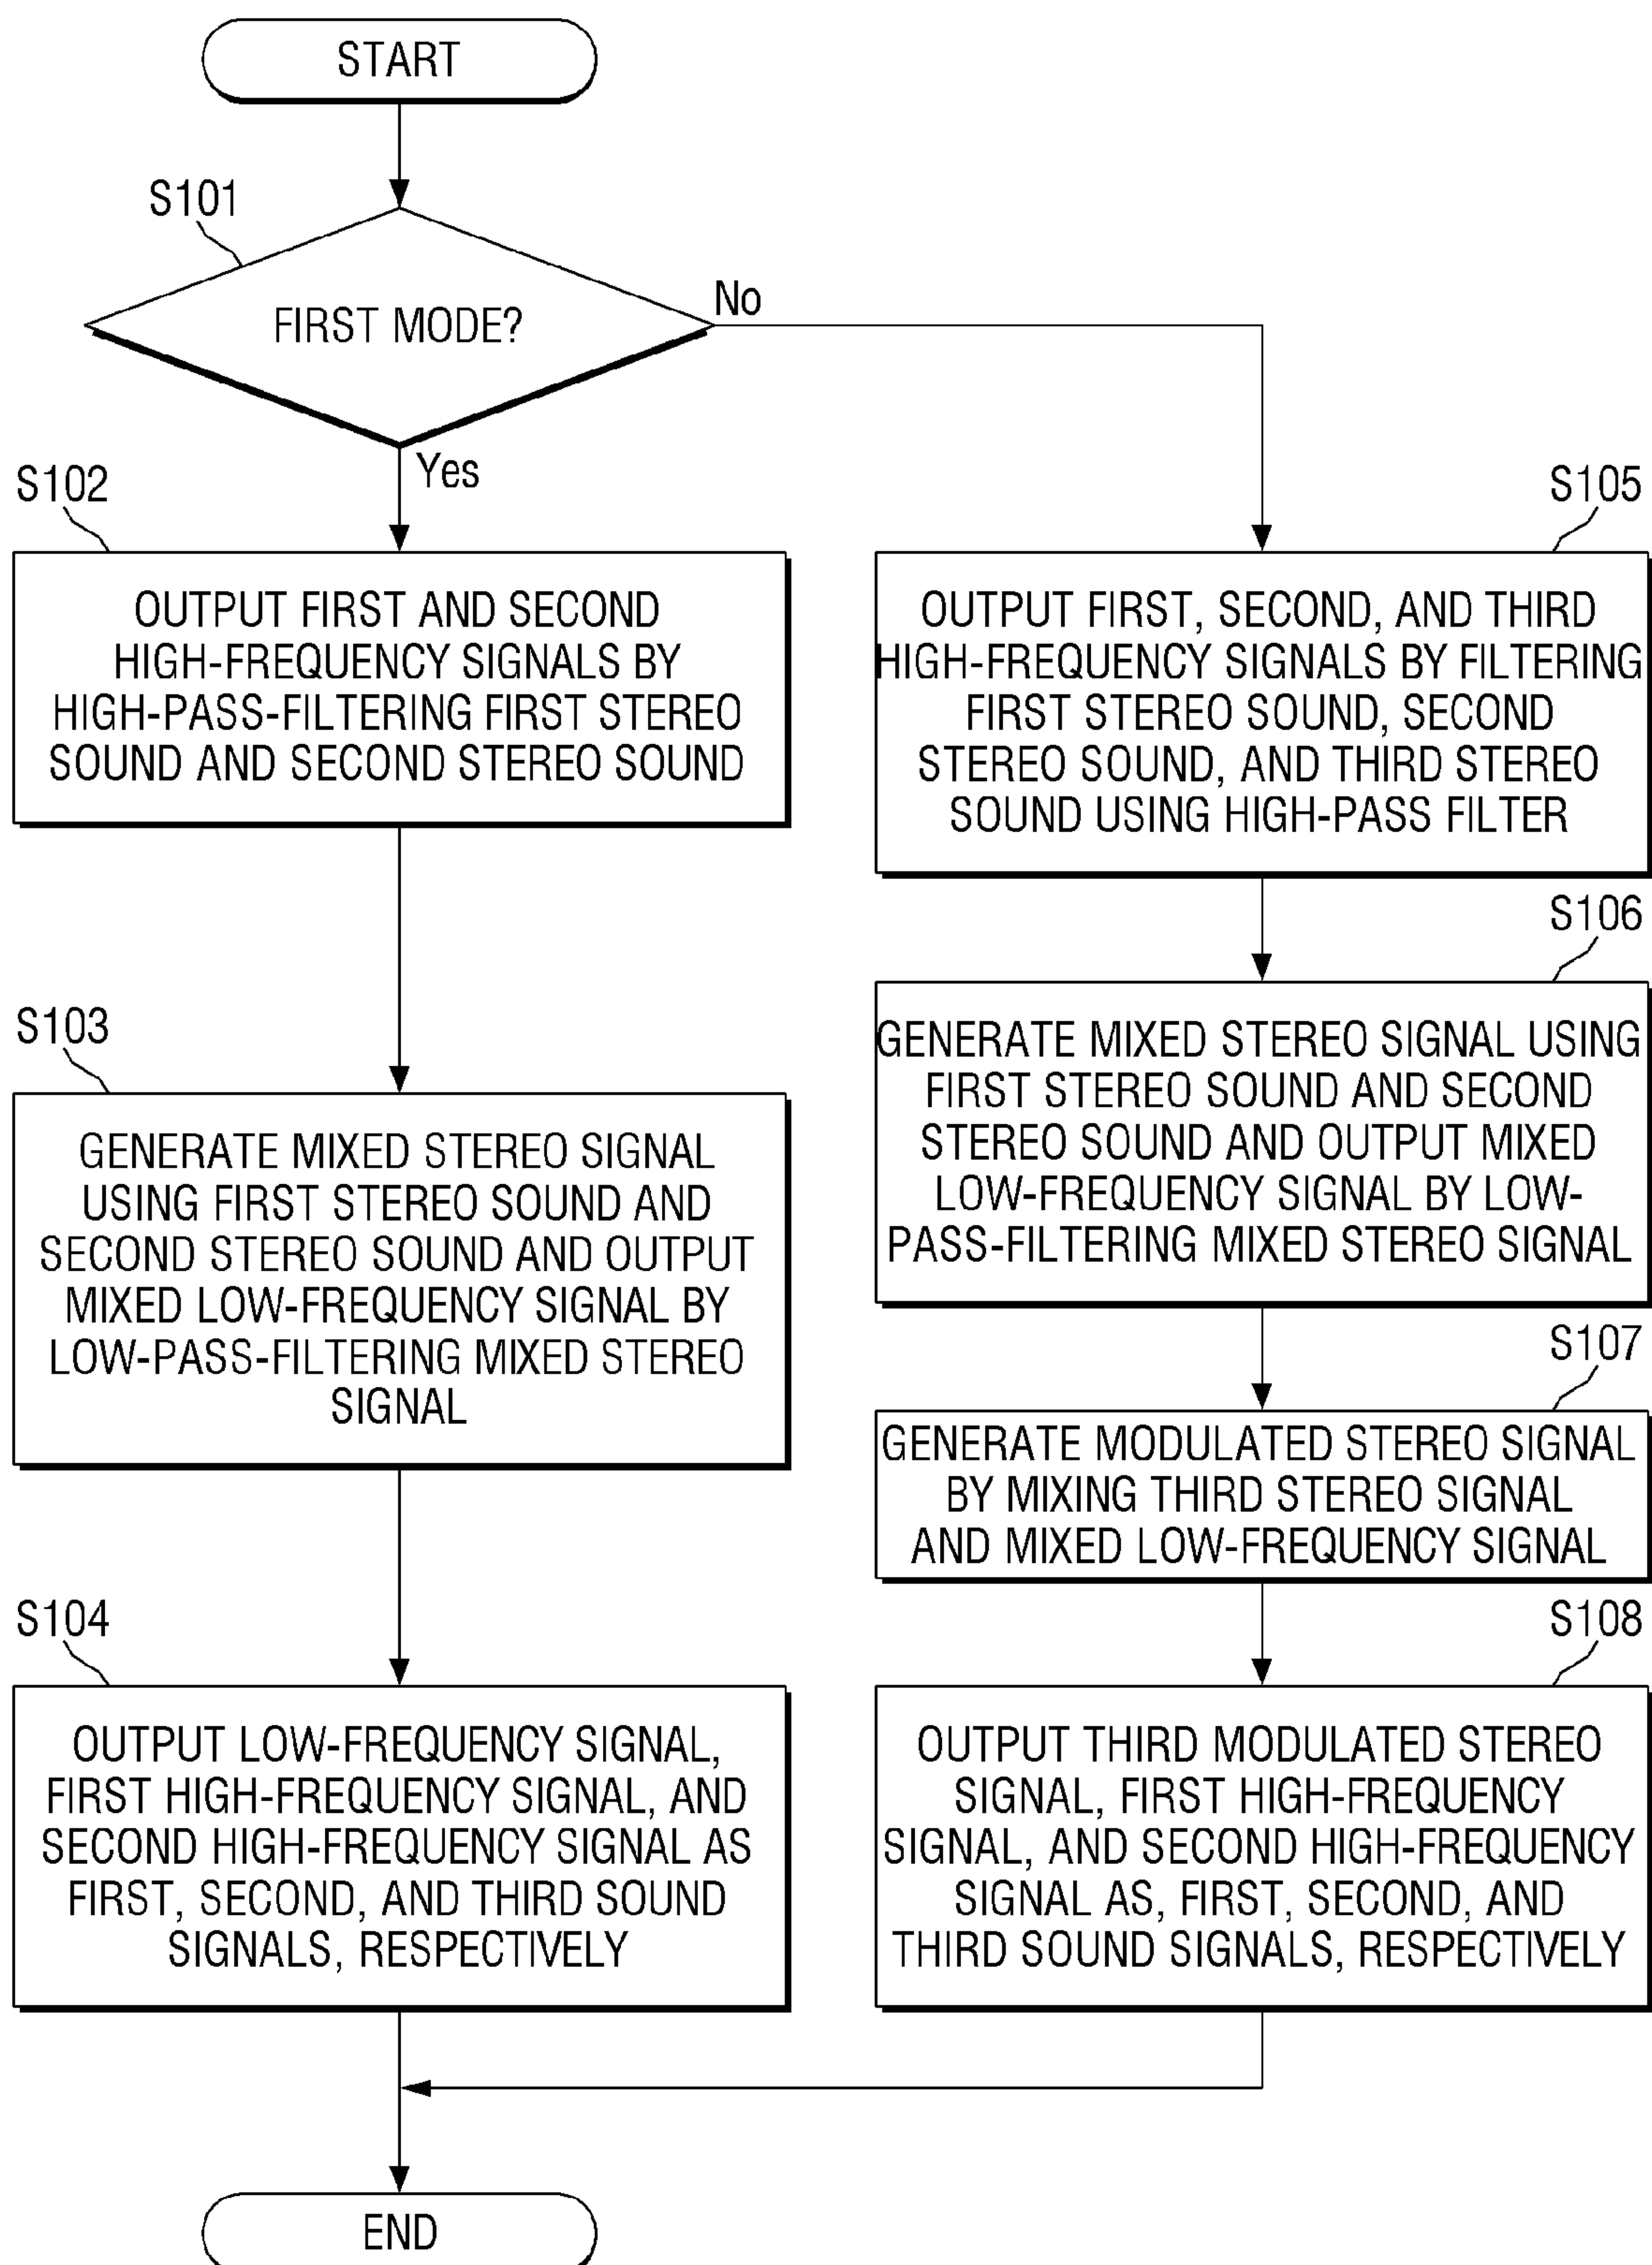 START
S101
FIRST MODE?
No
Yes
S102
OUTPUT FIRST AND SECOND
HIGH-FREQUENCY SIGNALS BY
HIGH-PASS-FILTERING FIRST STEREO
SOUND AND SECOND STEREO SOUND
S103
GENERATE MIXED STEREO SIGNAL
USING FIRST STEREO SOUND AND
SECOND STEREO SOUND AND OUTPUT
MIXED LOW-FREQUENCY SIGNAL BY
LOW-PASS-FILTERING MIXED STEREO
SIGNAL
S104
OUTPUT LOW-FREQUENCY SIGNAL,
FIRST HIGH-FREQUENCY SIGNAL, AND
SECOND HIGH-FREQUENCY SIGNAL AS
FIRST, SECOND, AND THIRD SOUND
SIGNALS, RESPECTIVELY
S105
OUTPUT FIRST, SECOND, AND THIRD
HIGH-FREQUENCY SIGNALS BY FILTERING
FIRST STEREO SOUND, SECOND
STEREO SOUND, AND THIRD STEREO
SOUND USING HIGH-PASS FILTER
S106
GENERATE MIXED STEREO SIGNAL USING
FIRST STEREO SOUND AND SECOND
STEREO SOUND AND OUTPUT MIXED
LOW-FREQUENCY SIGNAL BY LOW-
PASS-FILTERING MIXED STEREO SIGNAL
S107
GENERATE MODULATED STEREO SIGNAL
BY MIXING THIRD STEREO SIGNAL
AND MIXED LOW-FREQUENCY SIGNAL
S108
OUTPUT THIRD MODULATED STEREO
SIGNAL, FIRST HIGH-FREQUENCY
SIGNAL, AND SECOND HIGH-FREQUENCY
SIGNAL AS, FIRST, SECOND, AND
THIRD SOUND SIGNALS, RESPECTIVELY
END